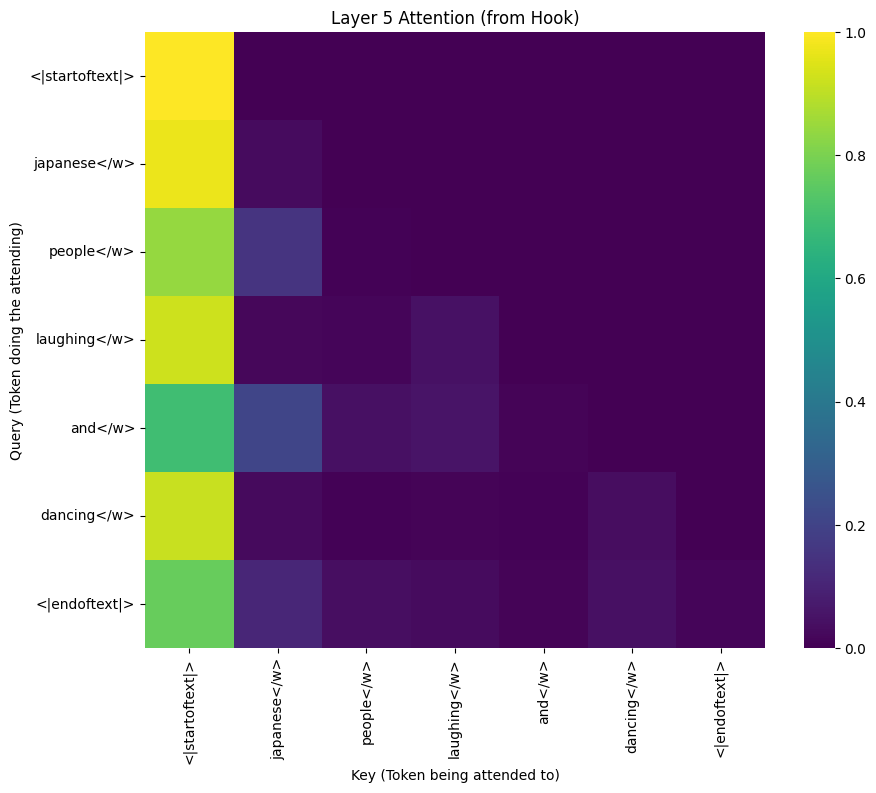 Layer 5 Attention (from Hook)
Query (Token doing the attending)
<|startoftext|>
japanese</w>
people</w>
laughing</w>
and</w>
dancing</w>
<|endoftext|>
1.0
0.8
0.6
0.4
0.2
0.0
<|startoftext|>
japanese</w>
people</w>
laughing</w>
and</w>
dancing</w>
<|endoftext|>
Key (Token being attended to)